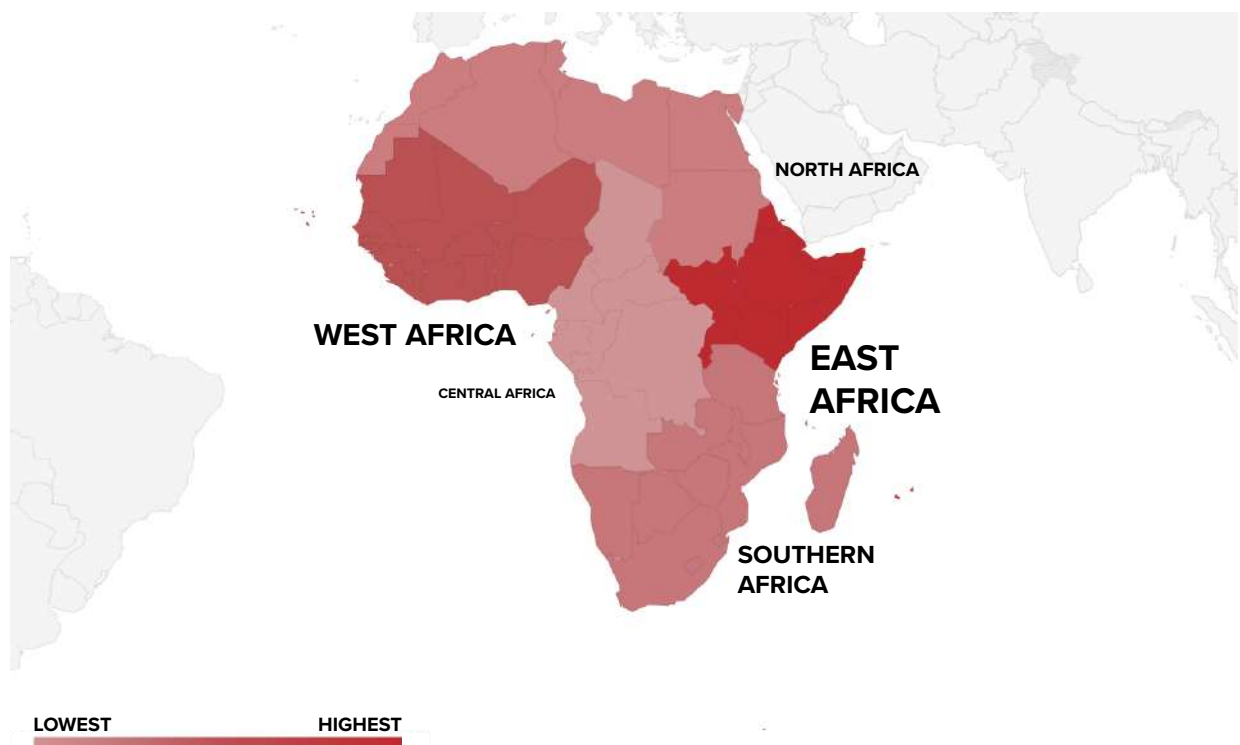 NORTH AFRICA
WEST AFRICA
EAST
AFRICA
CENTRAL AFRICA
SOUTHERN
AFRICA
LOWEST
HIGHEST